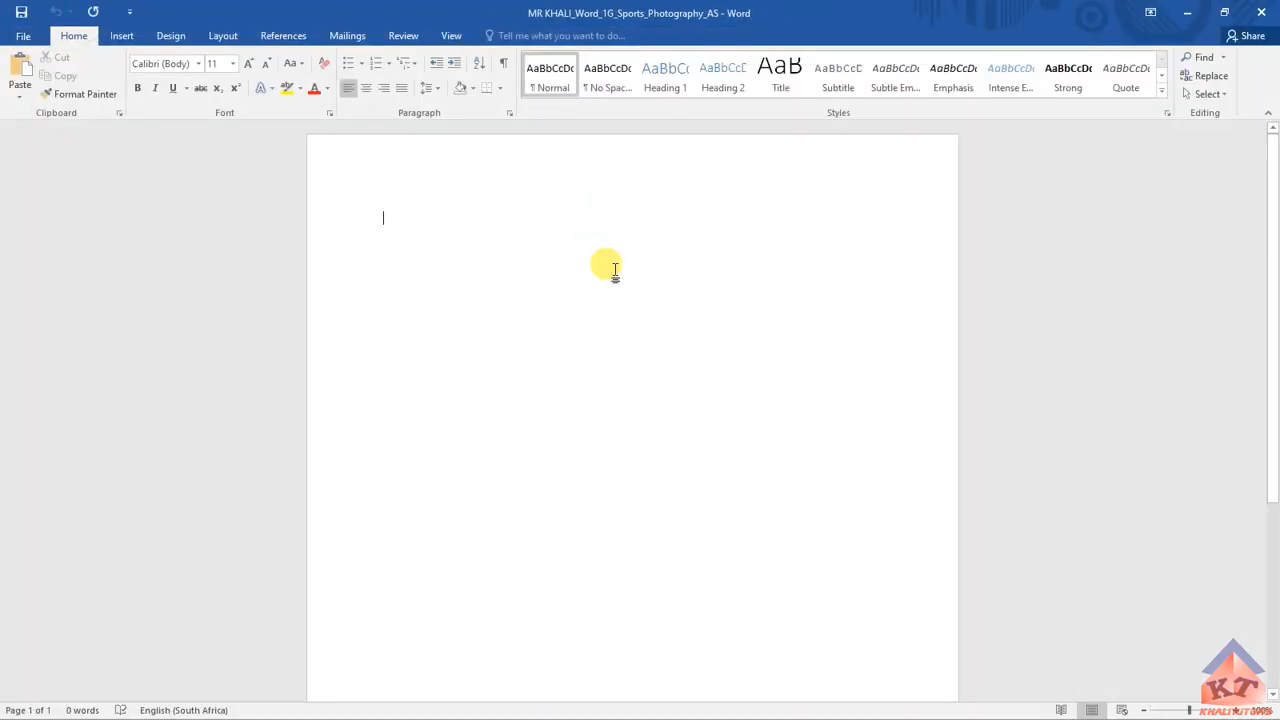 MR KHALI_Word_1G_Sports_Photography_AS - Word
File Home Insert Design Layout References Mailings Review View Tell me what you want to do... Share
Paste
Cut
Copy
Format Painter
Clipboard
Calibri (Body) 11
Font
Paragraph
AaBbCcDc AaBbCcDc AaBbCc AaBbCcD AaB AaBbCcD AaBbCcDc AaBbCcDc AaBbCcDc AaBbCcDc AaBbCcDc
¶ Normal ¶ No Spac... Heading 1 Heading 2 Title Subtitle Subtle Em... Emphasis Intense E... Strong Quote
Styles
Find
Replace
Select
Editing
Page 1 of 1 0 words English (South Africa)
KT